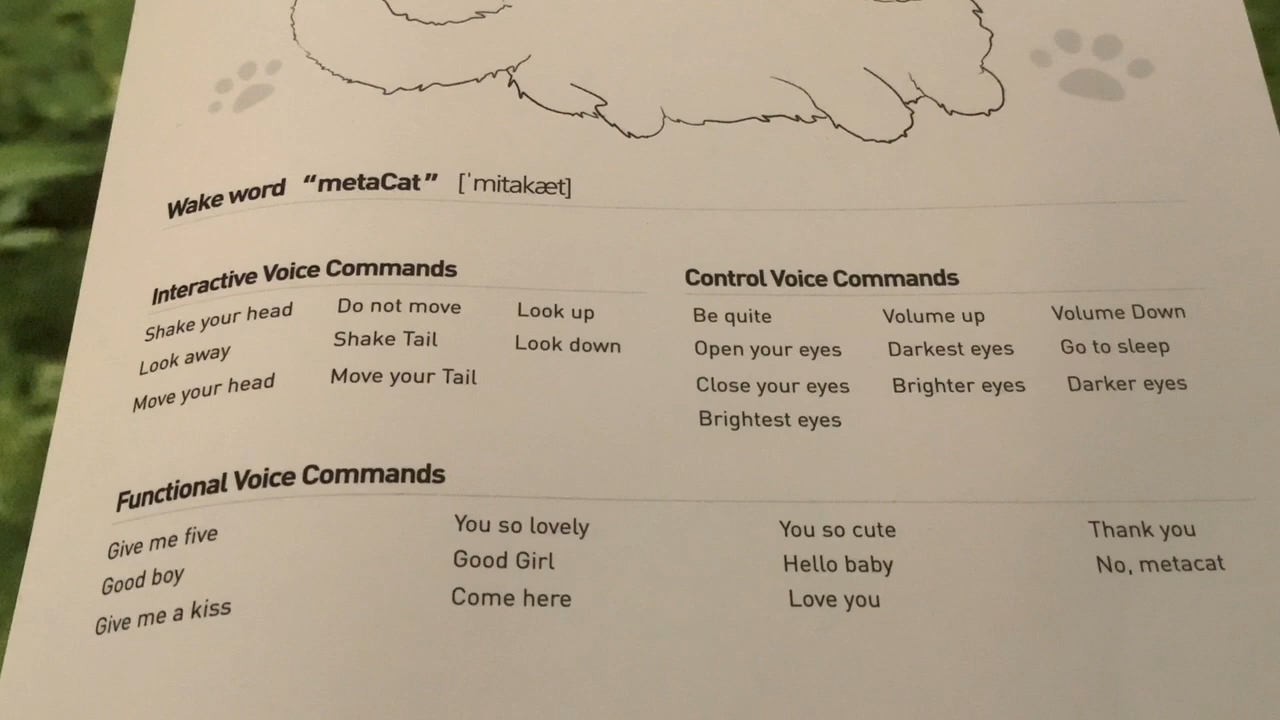 Wake word “metaCat” [ˈmitakæt]
Interactive Voice Commands
Shake your head Do not move Look up
Look away Shake Tail Look down
Move your head Move your Tail
Control Voice Commands
Be quite Volume up Volume Down
Open your eyes Darkest eyes Go to sleep
Close your eyes Brighter eyes Darker eyes
Brightest eyes
Functional Voice Commands
Give me five You so lovely You so cute Thank you
Good boy Good Girl Hello baby No, metacat
Give me a kiss Come here Love you